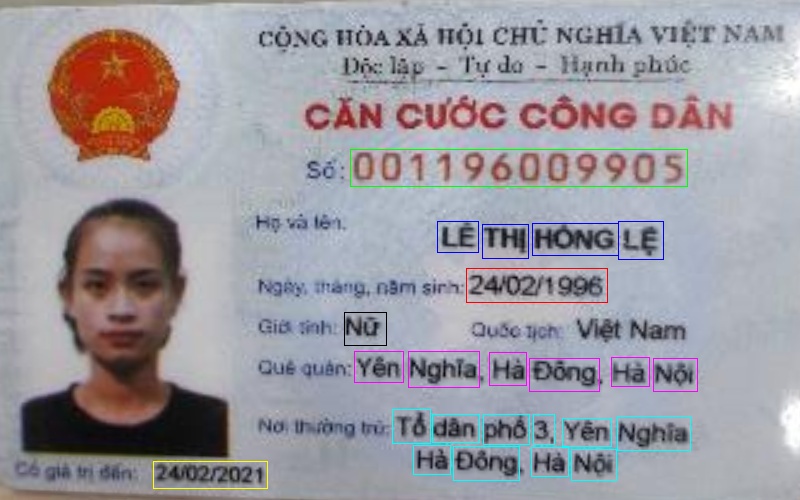 CỘNG HÒA XÃ HỘI CHỦ NGHĨA VIỆT NAM
Độc lập - Tự do - Hạnh phúc
CĂN CƯỚC CÔNG DÂN
Số: 001196009905
Họ và tên:
LÊ THỊ HỒNG LỆ
Ngày, tháng, năm sinh: 24/02/1996
Giới tính: Nữ Quốc tịch: Việt Nam
Quê quán: Yên Nghĩa, Hà Đông, Hà Nội
Nơi thường trú: Tổ dân phố 3, Yên Nghĩa
Hà Đông, Hà Nội
Có giá trị đến: 24/02/2021